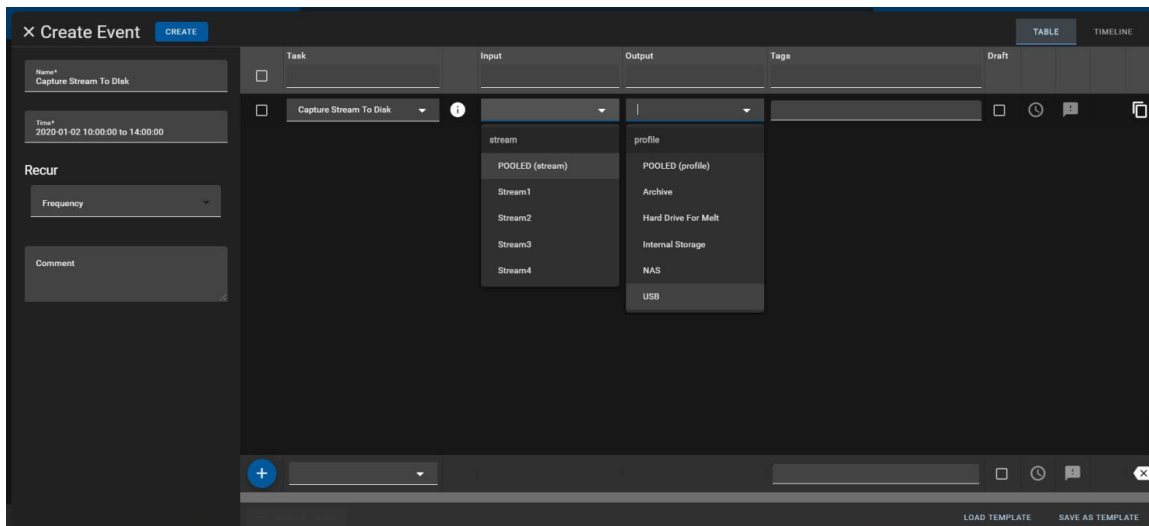 Create Event CREATE TABLE TIMELINE
Name*
Capture Stream To DIsk
Time*
2020-01-02 10:00:00 to 14:00:00
Recur
Frequency
Comment
Task Input Output Tags Draft
Capture Stream To Disk
stream
POOLED (stream)
Stream1
Stream2
Stream3
Stream4
profile
POOLED (profile)
Archive
Hard Drive For Melt
Internal Storage
NAS
USB
LOAD TEMPLATE SAVE AS TEMPLATE